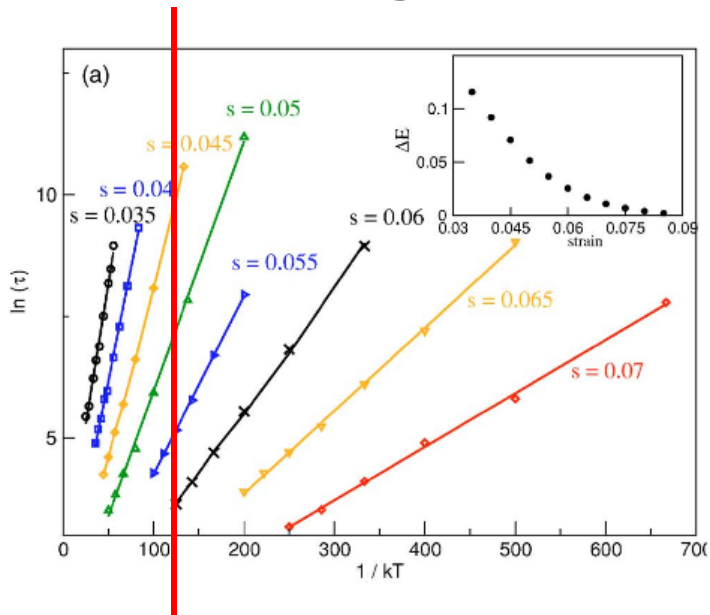 (a)
s = 0.05
s = 0.045
s = 0.04
s = 0.035
s = 0.06
s = 0.055
s = 0.065
s = 0.07
ln (τ)
10
5
0
100
200
300
400
500
600
700
1 / kT
ΔE
0.1
0.05
0
0.03
0.045
0.06
0.075
0.09
strain